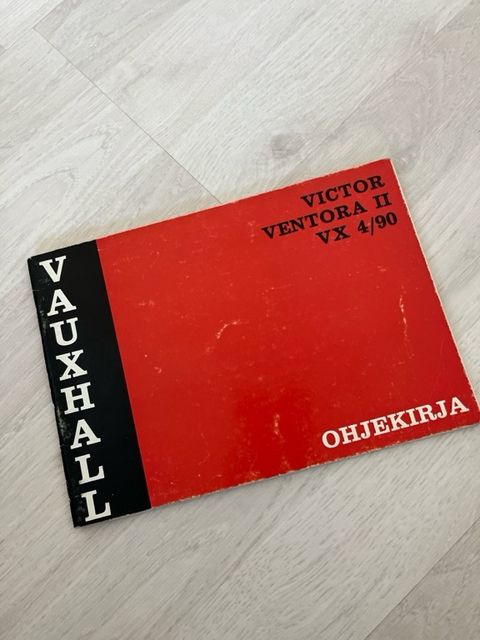 VAUXHALL
VICTOR
VENTORA II
VX 4/90
OHJEKIRJA